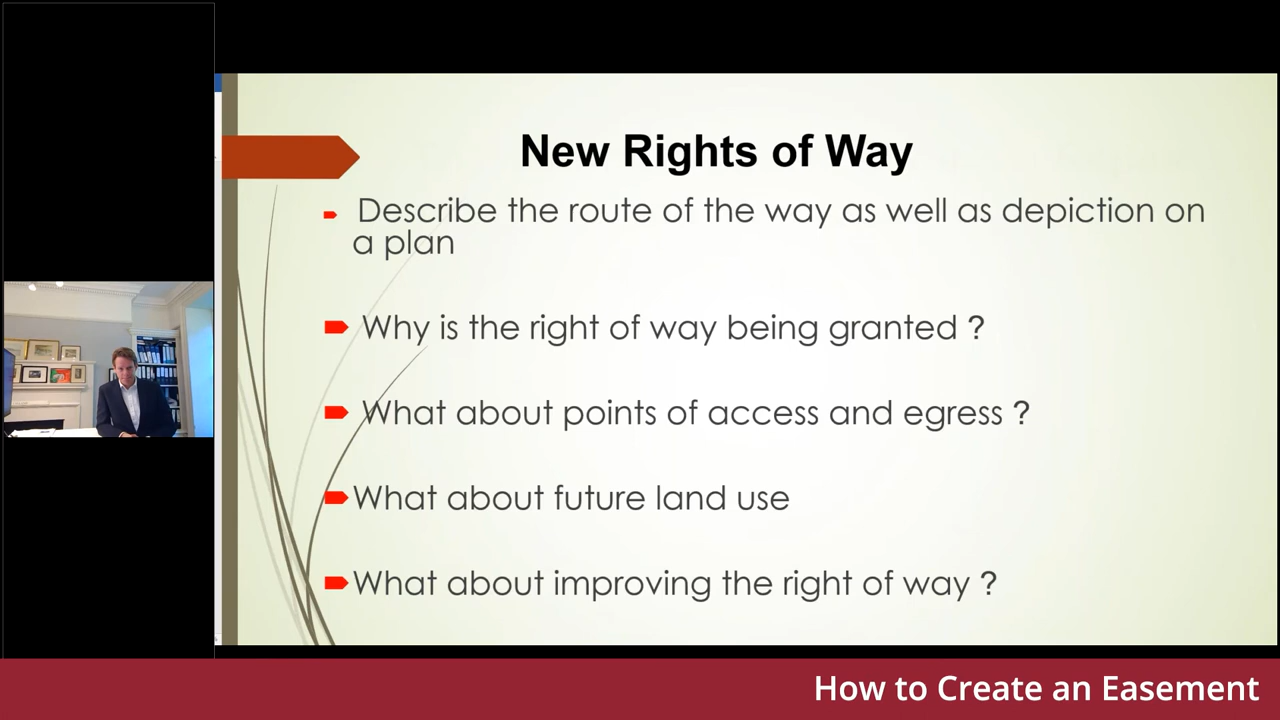 New Rights of Way
Describe the route of the way as well as depiction on
a plan
Why is the right of way being granted ?
What about points of access and egress ?
What about future land use
What about improving the right of way ?
How to Create an Easement